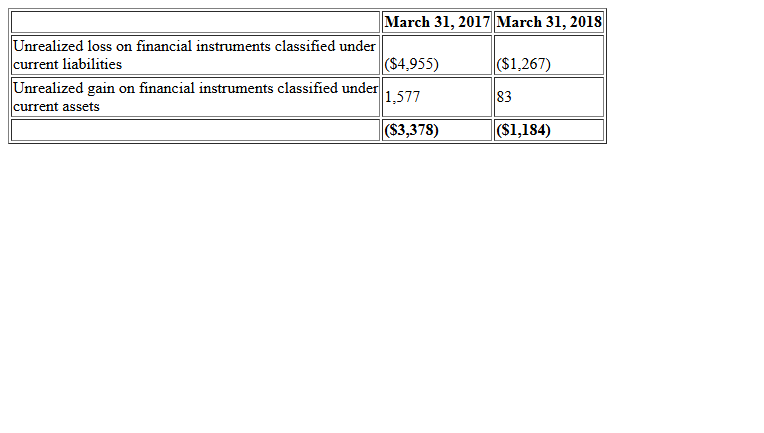 March 31, 2017 March 31, 2018
Unrealized loss on financial instruments classified under
current liabilities ($4,955) ($1,267)
Unrealized gain on financial instruments classified under
current assets 1,577 83
($3,378) ($1,184)